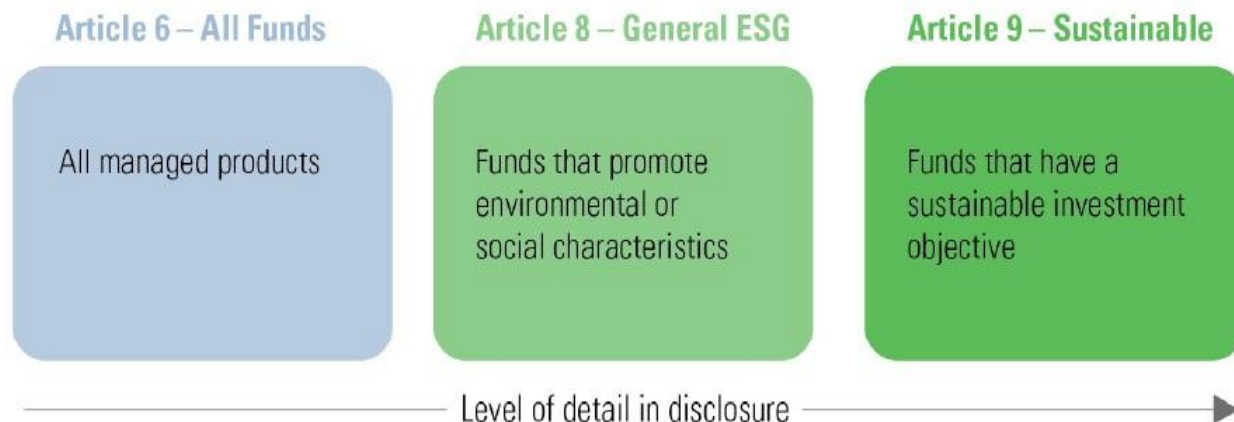 Article 6 – All Funds
Article 8 – General ESG
Article 9 – Sustainable
All managed products
Funds that promote
environmental or
social characteristics
Funds that have a
sustainable investment
objective
Level of detail in disclosure